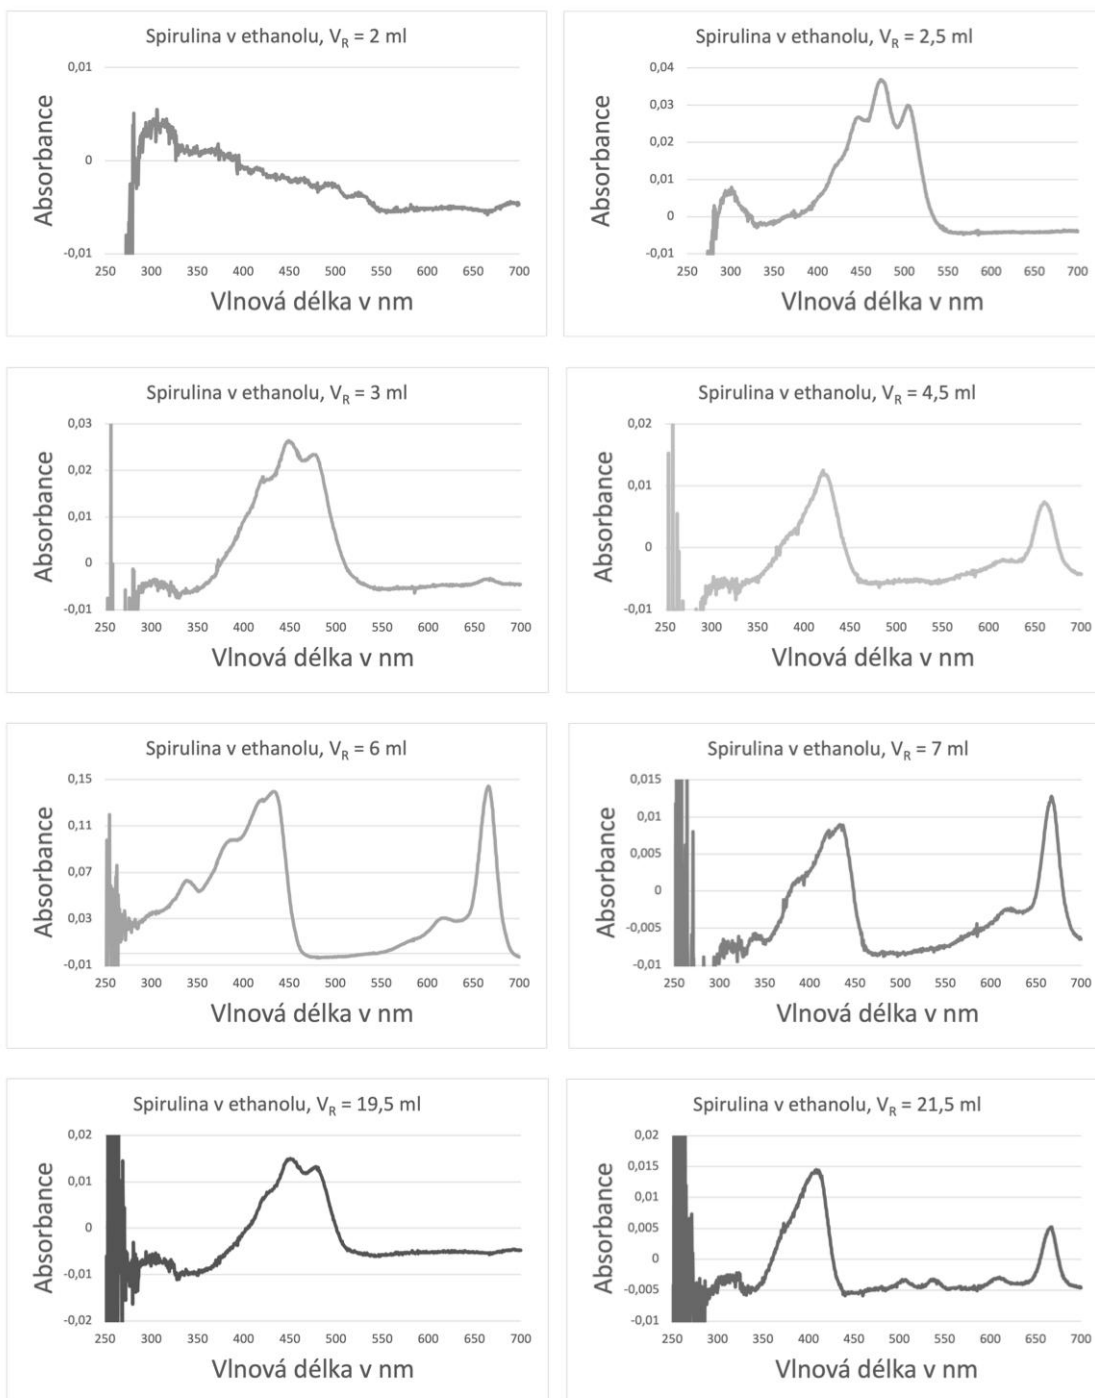 Spirulina v ethanolu, VR = 2 ml
0,01
0
-0,01
Absorbance
250 300 350 400 450 500 550 600 650 700
Vlnová délka v nm
Spirulina v ethanolu, VR = 2,5 ml
0,04
0,03
0,02
0,01
0
-0,01
Absorbance
250 300 350 400 450 500 550 600 650 700
Vlnová délka v nm
Spirulina v ethanolu, VR = 3 ml
0,03
0,02
0,01
0
-0,01
Absorbance
250 300 350 400 450 500 550 600 650 700
Vlnová délka v nm
Spirulina v ethanolu, VR = 4,5 ml
0,02
0,01
0
-0,01
Absorbance
250 300 350 400 450 500 550 600 650 700
Vlnová délka v nm
Spirulina v ethanolu, VR = 6 ml
0,15
0,11
0,07
0,03
-0,01
Absorbance
250 300 350 400 450 500 550 600 650 700
Vlnová délka v nm
Spirulina v ethanolu, VR = 7 ml
0,015
0,01
0,005
0
-0,005
-0,01
Absorbance
250 300 350 400 450 500 550 600 650 700
Vlnová délka v nm
Spirulina v ethanolu, VR = 19,5 ml
0,02
0,01
0
-0,01
-0,02
Absorbance
250 300 350 400 450 500 550 600 650 700
Vlnová délka v nm
Spirulina v ethanolu, VR = 21,5 ml
0,02
0,015
0,01
0,005
0
-0,005
-0,01
Absorbance
250 300 350 400 450 500 550 600 650 700
Vlnová délka v nm